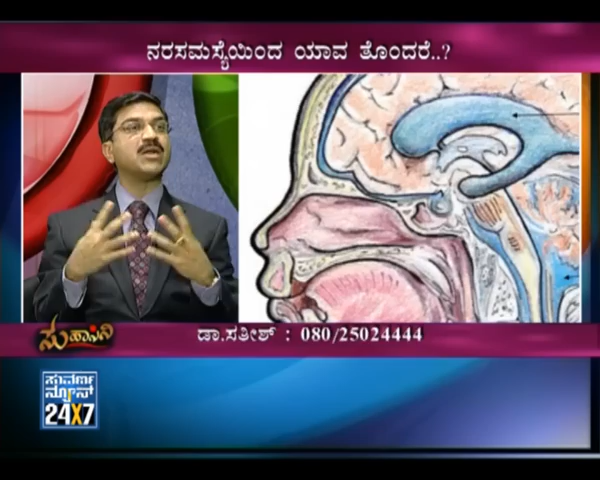 ನರಸಮಸ್ಯೆಯಿಂದ ಯಾವ ತೊಂದರೆ..?
ಸುಹಾಸಿನಿ
ಡಾ.ಸತೀಶ್ : 080/25024444
ಸುವರ್ಣ
ನ್ಯೂಸ್
24X7